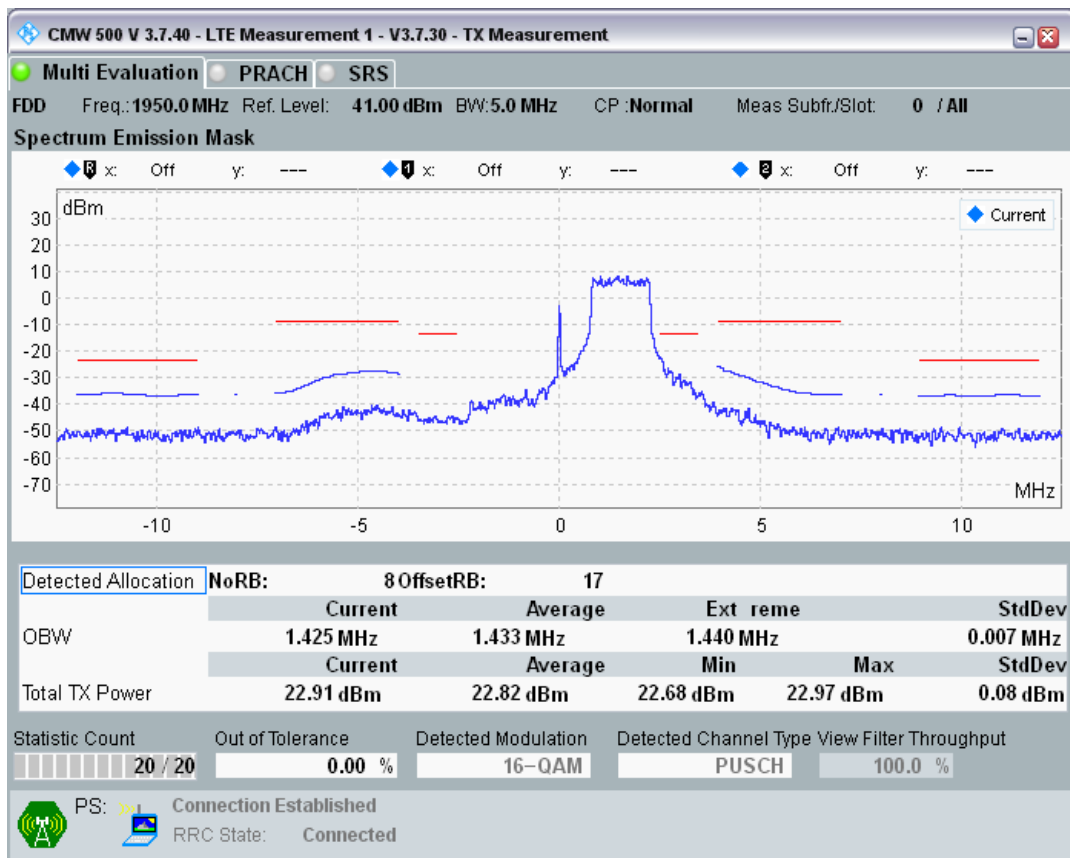 CMW 500 V 3.7.40 - LTE Measurement 1 - V3.7.30 - TX Measurement
Multi Evaluation PRACH SRS
FDD Freq.: 1950.0 MHz Ref. Level: 41.00 dBm BW: 5.0 MHz CP : Normal Meas Subfr./Slot: 0 / All
Spectrum Emission Mask
R x: Off y: --- 1 x: Off y: --- 2 x: Off y: ---
dBm
Current
30
20
10
0
-10
-20
-30
-40
-50
-60
-70
MHz
-10 -5 0 5 10
Detected Allocation NoRB: 8 OffsetRB: 17
Current Average Ext reme StdDev
OBW 1.425 MHz 1.433 MHz 1.440 MHz 0.007 MHz
Current Average Min Max StdDev
Total TX Power 22.91 dBm 22.82 dBm 22.68 dBm 22.97 dBm 0.08 dBm
Statistic Count Out of Tolerance Detected Modulation Detected Channel Type View Filter Throughput
20 / 20 0.00 % 16-QAM PUSCH 100.0 %
PS: Connection Established
RRC State: Connected